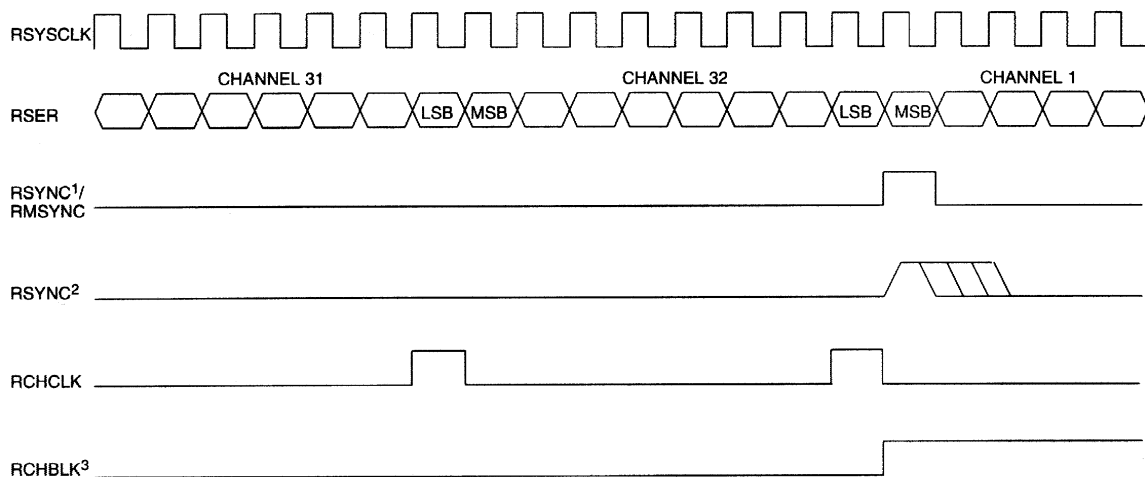 RSYSCLK
CHANNEL 31 CHANNEL 32 CHANNEL 1
RSER LSB MSB LSB MSB
RSYNC¹/
RMSYNC
RSYNC²
RCHCLK
RCHBLK³